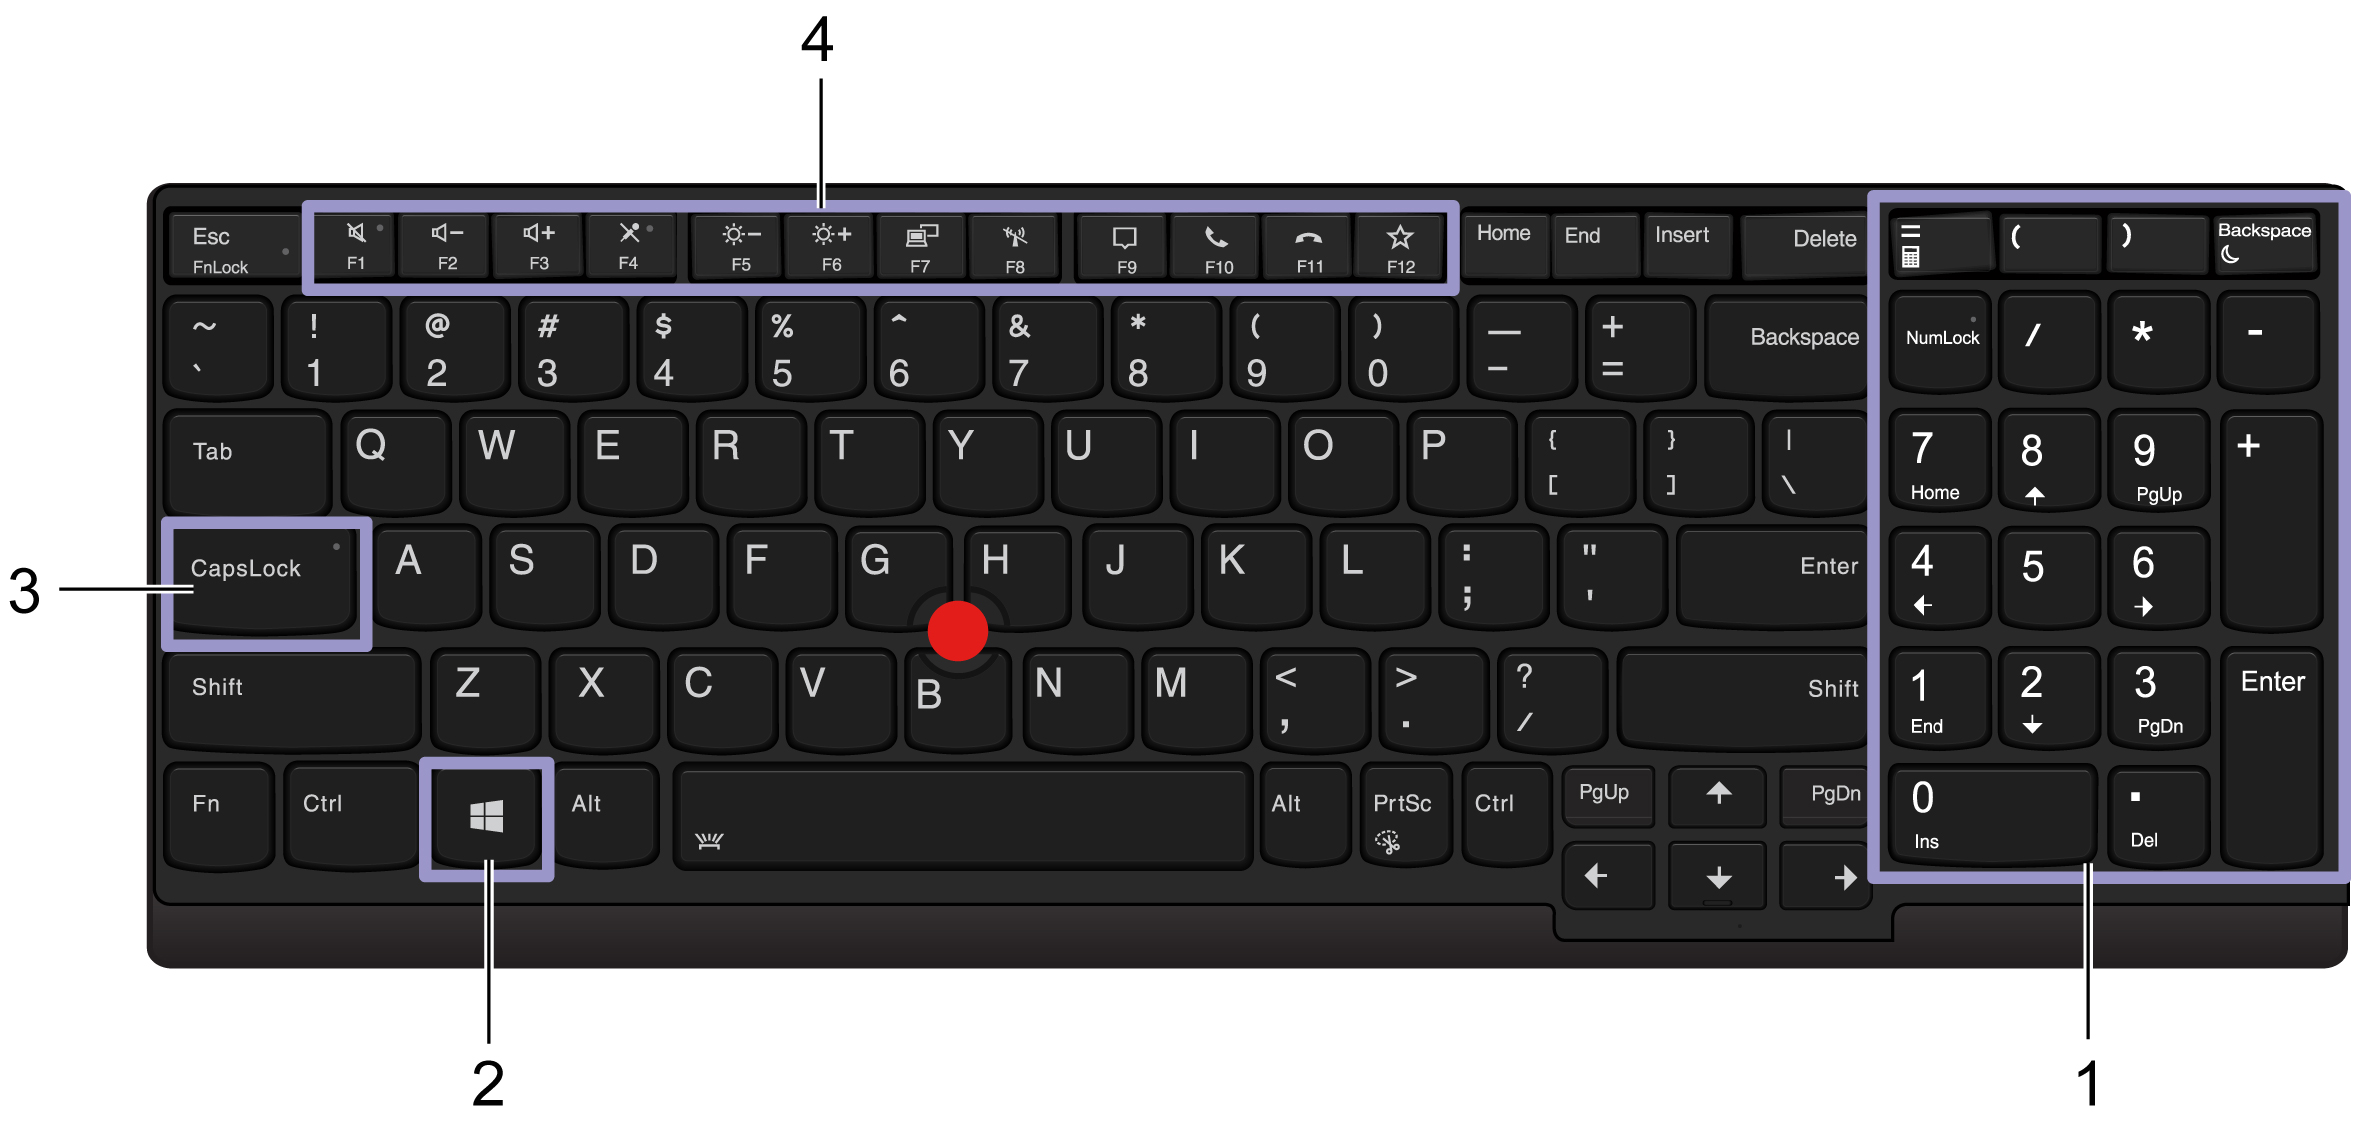 4
Esc
FnLock
F1
F2
F3
F4
F5
F6
F7
F8
F9
F10
F11
F12
Home
End
Insert
Delete
=
(
)
Backspace
~
`
!
1
@
2
#
3
$
4
%
5
^
6
&
7
*
8
(
9
)
0
—
-
+
=
Backspace
NumLock
/
*
-
Tab
Q
W
E
R
T
Y
U
I
O
P
{
[
}
]
|
\
7
Home
8
9
PgUp
+
3
CapsLock
A
S
D
F
G
H
J
K
L
:
;
"
'
Enter
4
5
6
Shift
Z
X
C
V
B
N
M
<
,
>
.
?
/
Shift
1
End
2
3
PgDn
Enter
Fn
Ctrl
Alt
Alt
PrtSc
Ctrl
PgUp
PgDn
0
Ins
.
Del
2
1